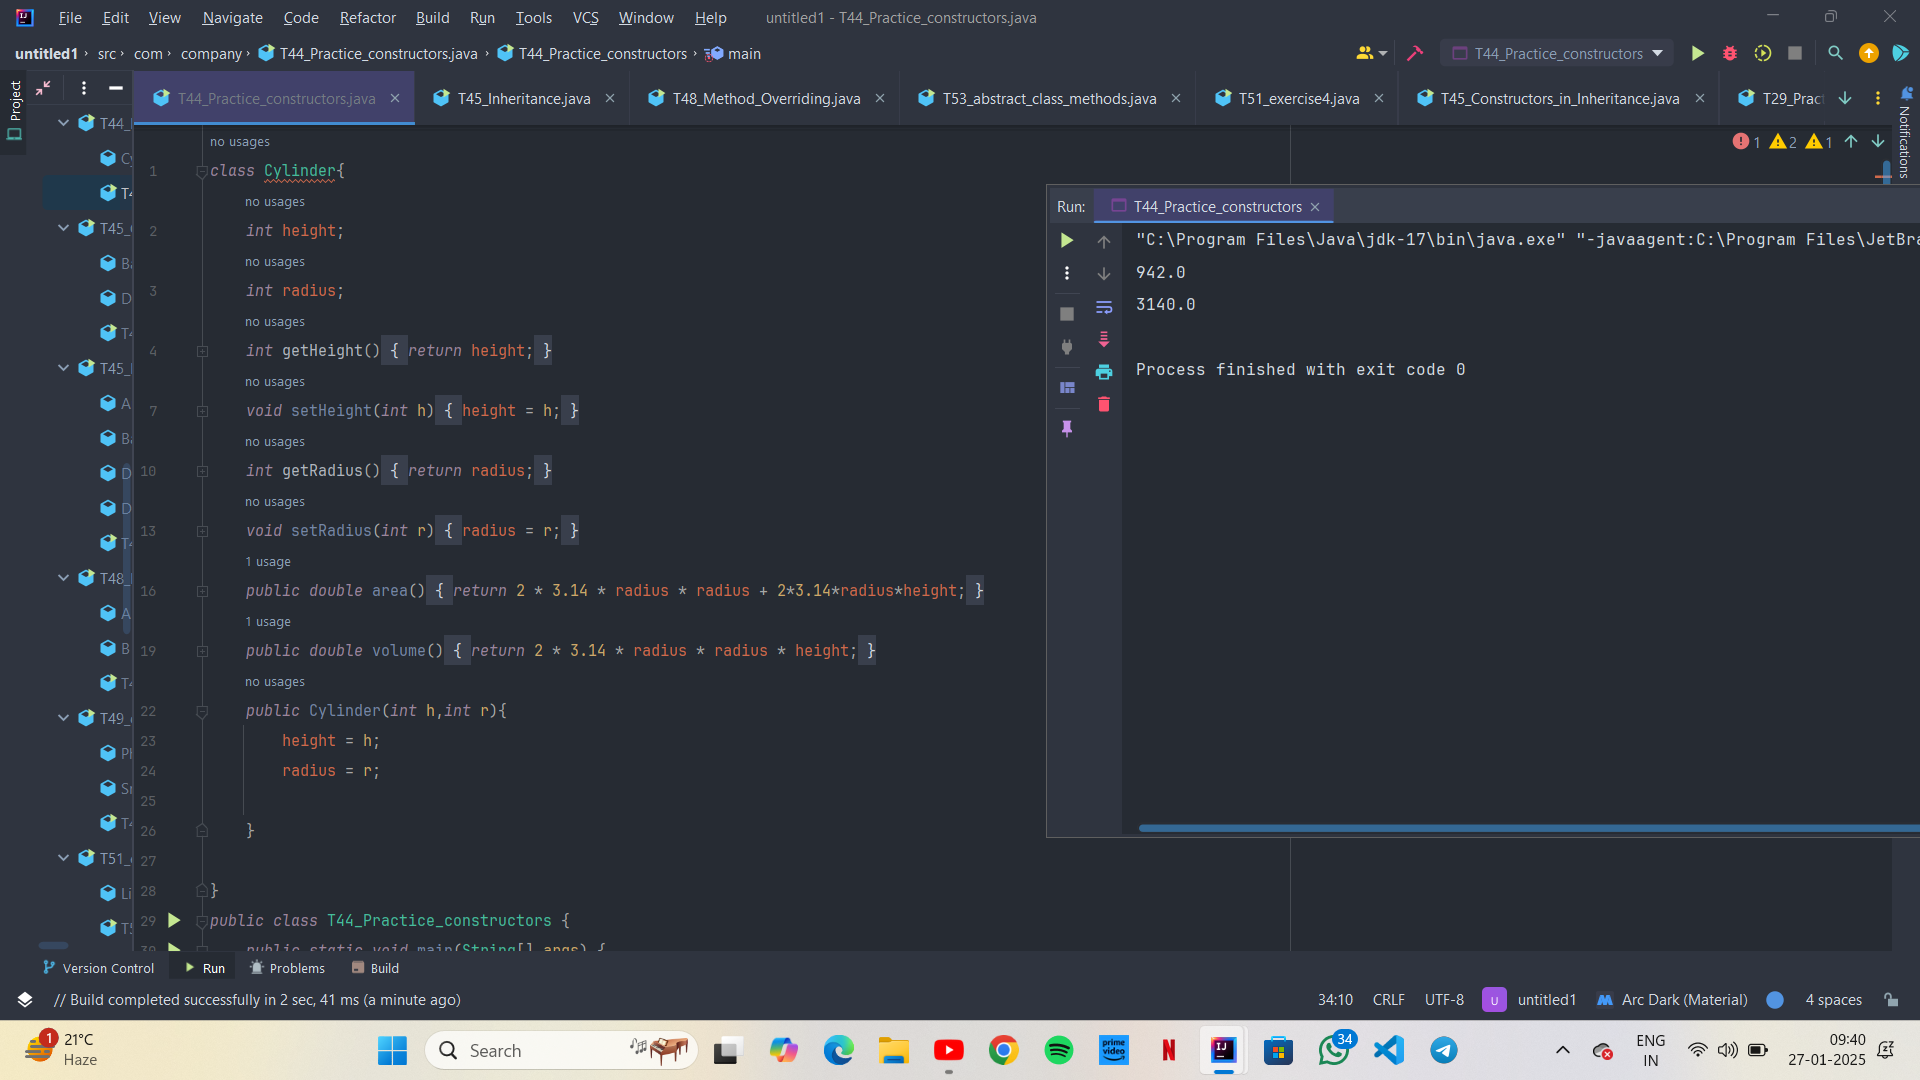 File Edit View Navigate Code Refactor Build Run Tools VCS Window Help untitled1 - T44_Practice_constructors.java
untitled1 src com company T44_Practice_constructors.java T44_Practice_constructors main T44_Practice_constructors
Project
T44_Practice_constructors.java T45_Inheritance.java T48_Method_Overriding.java T53_abstract_class_methods.java T51_exercise4.java T45_Constructors_in_Inheritance.java T29_Pract
Notifications
1 2 1
no usages
1 class Cylinder{
no usages
2 int height;
no usages
3 int radius;
no usages
4 int getHeight() { return height; }
no usages
7 void setHeight(int h) { height = h; }
no usages
10 int getRadius() { return radius; }
no usages
13 void setRadius(int r) { radius = r; }
1 usage
16 public double area() { return 2 * 3.14 * radius * radius + 2*3.14*radius*height; }
1 usage
19 public double volume() { return 2 * 3.14 * radius * radius * height; }
no usages
22 public Cylinder(int h,int r){
23 height = h;
24 radius = r;
25
26 }
27
28 }
29 public class T44_Practice_constructors {
30 public static void main(String[] args) {
Run: T44_Practice_constructors
"C:\Program Files\Java\jdk-17\bin\java.exe" "-javaagent:C:\Program Files\JetBra
942.0
3140.0
Process finished with exit code 0
T44_
Cy
T4
T45_
Ba
D
T4
T45_
A
Ba
D
D
T4
T48_
A
B
T4
T49_
Ph
Sr
T4
T51_
Li
T5
Version Control Run Problems Build
// Build completed successfully in 2 sec, 41 ms (a minute ago) 34:10 CRLF UTF-8 U untitled1 Arc Dark (Material) 4 spaces
1 21°C
Haze
Search
prime video
N
IJ
34
ENG
IN
09:40
27-01-2025